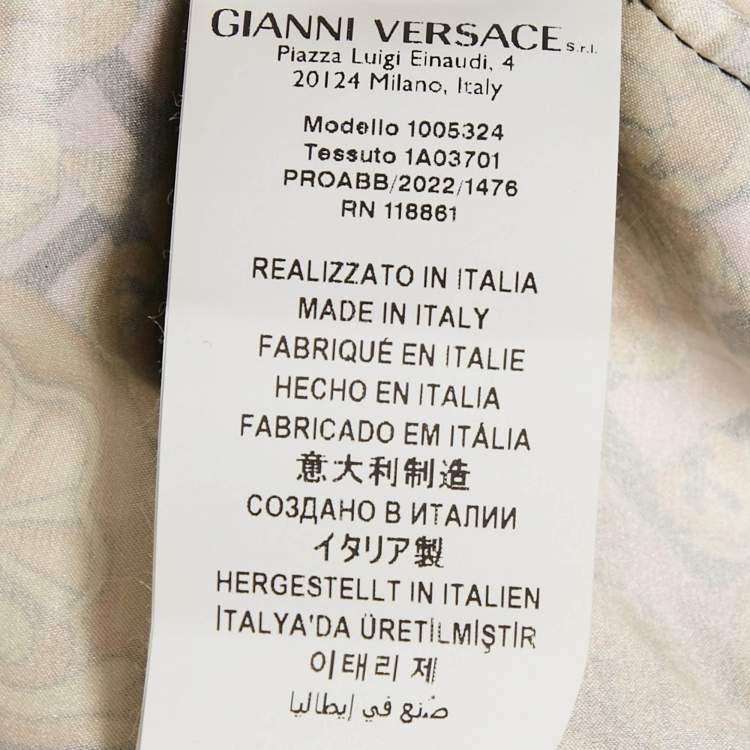 GIANNI VERSACE s.r.l.
Piazza Luigi Einaudi, 4
20124 Milano, Italy
Modello 1005324
Tessuto 1A03701
PROABB/2022/1476
RN 118861
REALIZZATO IN ITALIA
MADE IN ITALY
FABRIQUÉ EN ITALIE
HECHO EN ITALIA
FABRICADO EM ITÁLIA
意大利制造
СОЗДАНО В ИТАЛИИ
イタリア製
HERGESTELLT IN ITALIEN
İTALYA'DA ÜRETİLMİŞTİR
이태리 제
صُنع في إيطاليا